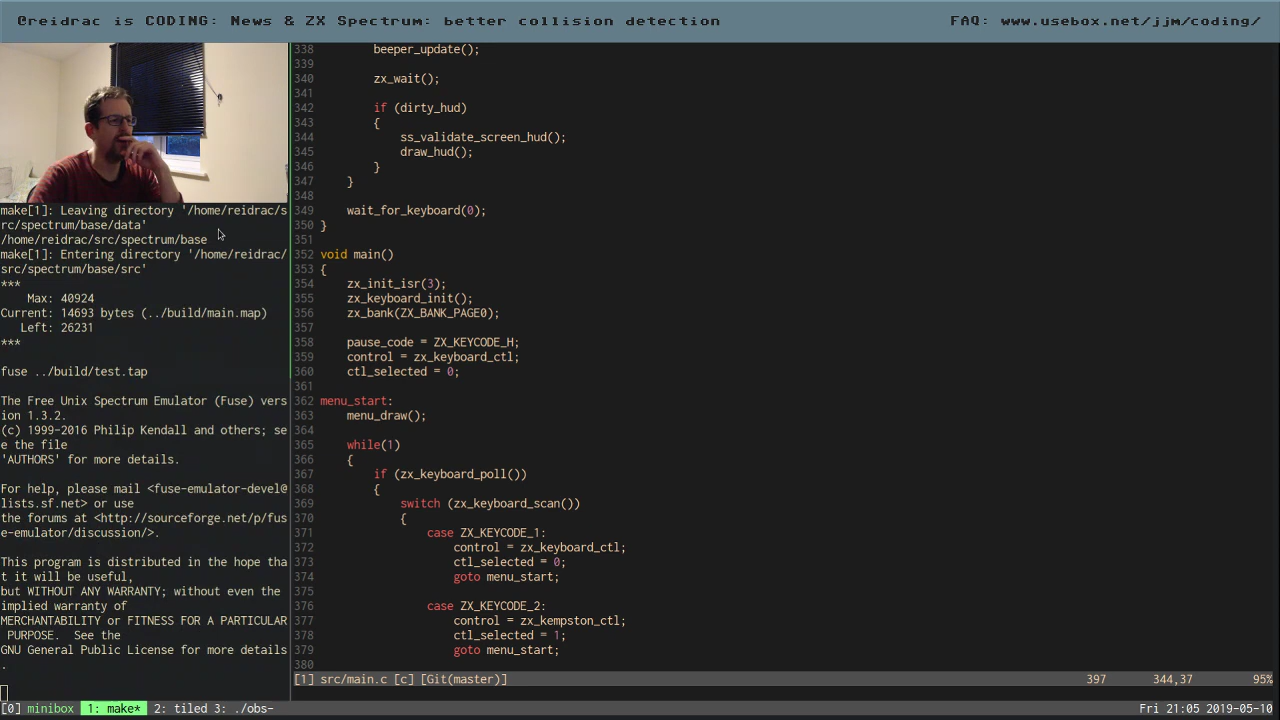 @reidrac is CODING: News & ZX Spectrum: better collision detection
FAQ: www.usebox.net/jjm/coding/
make[1]: Leaving directory '/home/reidrac/s
rc/spectrum/base/data'
/home/reidrac/src/spectrum/base
make[1]: Entering directory '/home/reidrac/
src/spectrum/base/src'
***
    Max: 40924
Current: 14693 bytes (../build/main.map)
   Left: 26231
***
fuse ../build/test.tap
The Free Unix Spectrum Emulator (Fuse) vers
ion 1.3.2.
(c) 1999-2016 Philip Kendall and others; se
e the file
'AUTHORS' for more details.
For help, please mail <fuse-emulator-devel@
lists.sf.net> or use
the forums at <http://sourceforge.net/p/fus
e-emulator/discussion/>.
This program is distributed in the hope tha
t it will be useful,
but WITHOUT ANY WARRANTY; without even the
implied warranty of
MERCHANTABILITY or FITNESS FOR A PARTICULAR
 PURPOSE.  See the
GNU General Public License for more details
.
338         beeper_update();
339
340         zx_wait();
341
342         if (dirty_hud)
343         {
344             ss_validate_screen_hud();
345             draw_hud();
346         }
347     }
348
349     wait_for_keyboard(0);
350 }
351
352 void main()
353 {
354     zx_init_isr(3);
355     zx_keyboard_init();
356     zx_bank(ZX_BANK_PAGE0);
357
358     pause_code = ZX_KEYCODE_H;
359     control = zx_keyboard_ctl;
360     ctl_selected = 0;
361
362 menu_start:
363     menu_draw();
364
365     while(1)
366     {
367         if (zx_keyboard_poll())
368         {
369             switch (zx_keyboard_scan())
370             {
371                 case ZX_KEYCODE_1:
372                     control = zx_keyboard_ctl;
373                     ctl_selected = 0;
374                     goto menu_start;
375
376                 case ZX_KEYCODE_2:
377                     control = zx_kempston_ctl;
378                     ctl_selected = 1;
379                     goto menu_start;
380
[1] src/main.c [c] [Git(master)] 397 344,37 95%
[0] minibox 1: make* 2: tiled 3: ./obs- Fri 21:05 2019-05-10